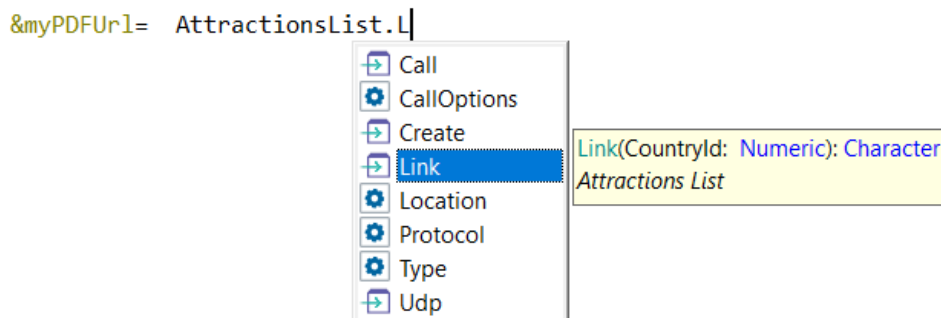 &myPDFUrl=  AttractionsList.L
Call
CallOptions
Create
Link
Link(CountryId:  Numeric): Character
Attractions List
Location
Protocol
Type
Udp